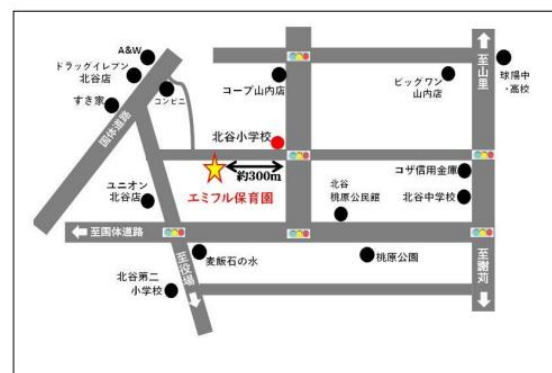 A&W
ドラッグイレブン
北谷店
すき家
コンビニ
国体道路
コープ山内店
ビッグワン
山内店
至山里
球陽中
・高校
北谷小学校
約300m
エミフル保育園
ユニオン
北谷店
北谷
桃原公民館
コザ信用金庫
北谷中学校
至国体道路
麦飯石の水
至役場
桃原公園
至謝苅
北谷第二
小学校